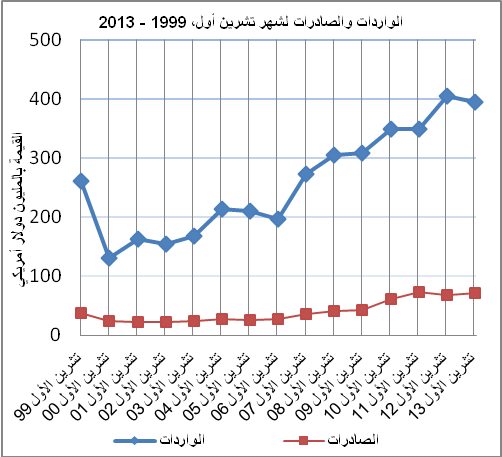 الواردات والصادرات لشهر تشرين أول، 1999 - 2013
القيمة بالمليون دولار أمريكي
500
400
300
200
100
0
تشرين الأول 99
تشرين الأول 00
تشرين الأول 01
تشرين الأول 02
تشرين الأول 03
تشرين الأول 04
تشرين الأول 05
تشرين الأول 06
تشرين الأول 07
تشرين الأول 08
تشرين الأول 09
تشرين الأول 10
تشرين الأول 11
تشرين الأول 12
تشرين الأول 13
الواردات
الصادرات